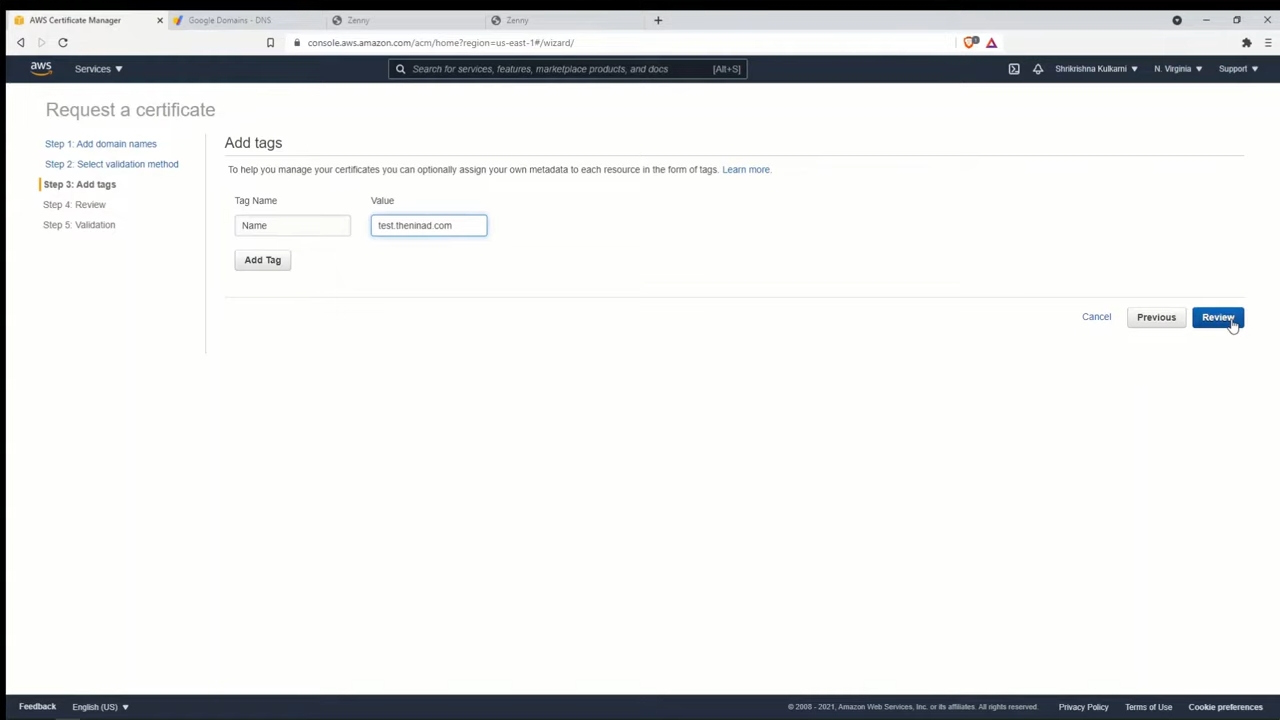 AWS Certificate Manager
Google Domains - DNS
Zenny
Zenny
console.aws.amazon.com/acm/home?region=us-east-1#/wizard/
1
aws
Services
Search for services, features, marketplace products, and docs
[Alt+S]
Shrikrishna Kulkarni
N. Virginia
Support
Request a certificate
Step 1: Add domain names
Step 2: Select validation method
Step 3: Add tags
Step 4: Review
Step 5: Validation
Add tags
To help you manage your certificates you can optionally assign your own metadata to each resource in the form of tags. Learn more.
Tag Name
Value
Name
test.theninad.com
Add Tag
Cancel
Previous
Review
Feedback
English (US)
© 2008 - 2021, Amazon Web Services, Inc. or its affiliates. All rights reserved.
Privacy Policy
Terms of Use
Cookie preferences